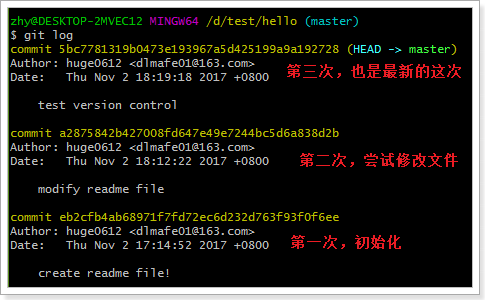 zhy@DESKTOP-2MVEC12 MINGW64 /d/test/hello (master)
$ git log
commit 5bc7781319b0473e193967a5d425199a9a192728 (HEAD -> master)
Author: huge0612 <dlmafe01@163.com>
Date:   Thu Nov 2 18:19:18 2017 +0800
第三次，也是最新的这次
test version control
commit a2875842b427008fd647e49e7244bc5d6a838d2b
Author: huge0612 <dlmafe01@163.com>
Date:   Thu Nov 2 18:12:22 2017 +0800
第二次，尝试修改文件
modify readme file
commit eb2cfb4ab68971f7fd72ec6d232d763f93f0f6ee
Author: huge0612 <dlmafe01@163.com>
Date:   Thu Nov 2 17:14:52 2017 +0800
第一次，初始化
create readme file!